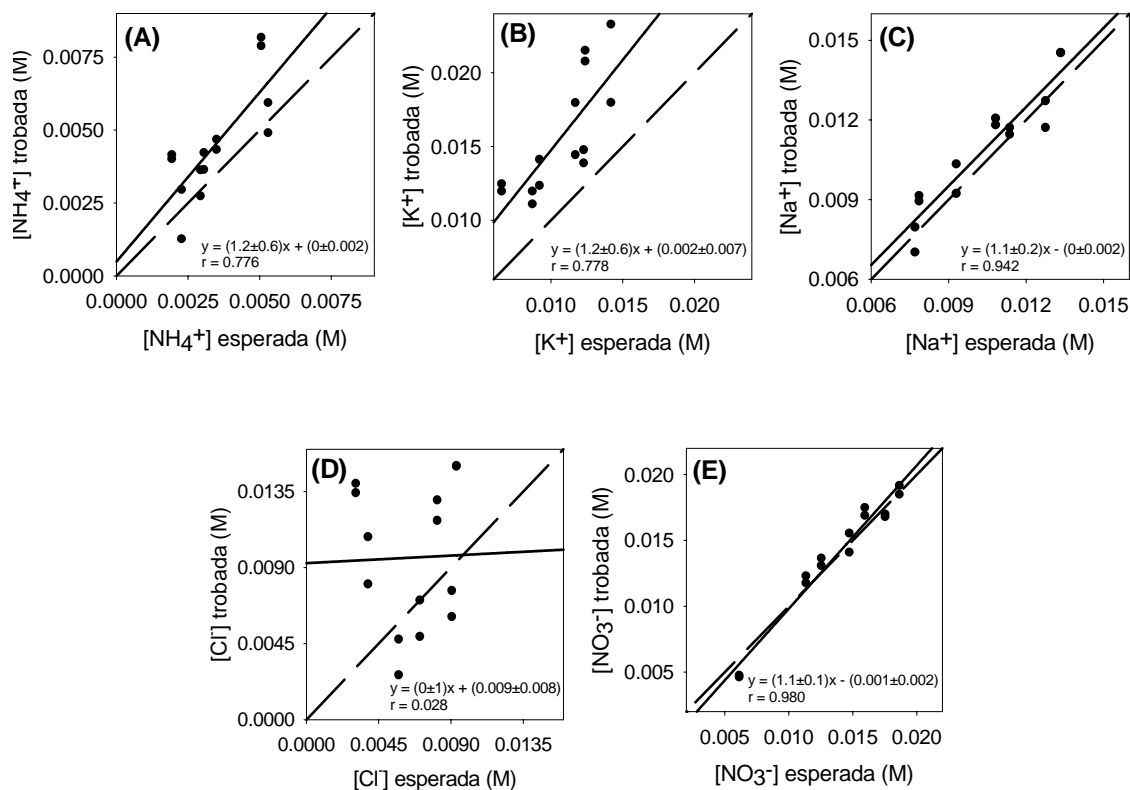 (A)
[NH4+] trobada (M)
0.0075
0.0050
0.0025
0.0000
y = (1.2±0.6)x + (0±0.002)
r = 0.776
0.0000 0.0025 0.0050 0.0075
[NH4+] esperada (M)
(B)
[K+] trobada (M)
0.020
0.015
0.010
y = (1.2±0.6)x + (0.002±0.007)
r = 0.778
0.010 0.015 0.020
[K+] esperada (M)
(C)
[Na+] trobada (M)
0.015
0.012
0.009
0.006
y = (1.1±0.2)x - (0±0.002)
r = 0.942
0.006 0.009 0.012 0.015
[Na+] esperada (M)
(D)
[Cl-] trobada (M)
0.0135
0.0090
0.0045
0.0000
y = (0±1)x + (0.009±0.008)
r = 0.028
0.0000 0.0045 0.0090 0.0135
[Cl-] esperada (M)
(E)
[NO3-] trobada (M)
0.020
0.015
0.010
0.005
y = (1.1±0.1)x - (0.001±0.002)
r = 0.980
0.005 0.010 0.015 0.020
[NO3-] esperada (M)